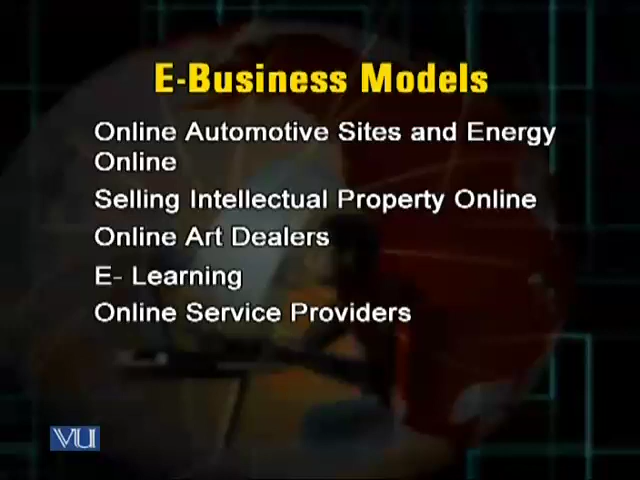 E-Business Models
Online Automotive Sites and Energy
Online
Selling Intellectual Property Online
Online Art Dealers
E- Learning
Online Service Providers
VU